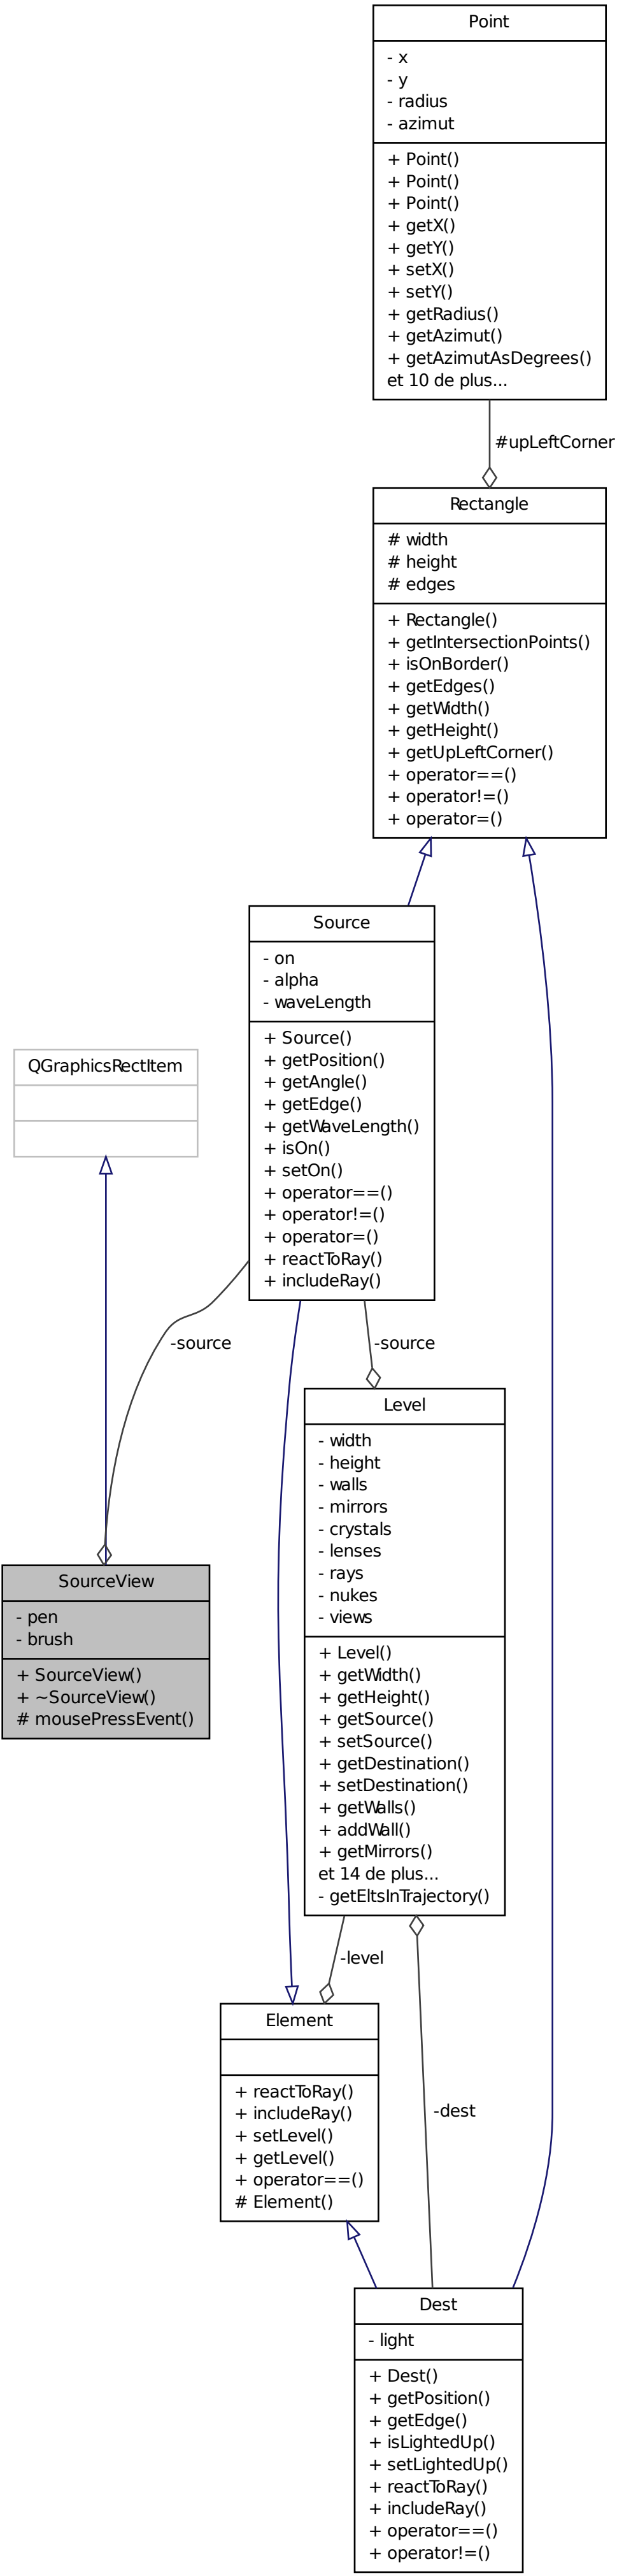 Point
- x
- y
- radius
- azimut
+ Point()
+ Point()
+ Point()
+ getX()
+ getY()
+ setX()
+ setY()
+ getRadius()
+ getAzimut()
+ getAzimutAsDegrees()
et 10 de plus...
#upLeftCorner
Rectangle
# width
# height
# edges
+ Rectangle()
+ getIntersectionPoints()
+ isOnBorder()
+ getEdges()
+ getWidth()
+ getHeight()
+ getUpLeftCorner()
+ operator==()
+ operator!=()
+ operator=()
Source
- on
- alpha
- waveLength
+ Source()
+ getPosition()
+ getAngle()
+ getEdge()
+ getWaveLength()
+ isOn()
+ setOn()
+ operator==()
+ operator!=()
+ operator=()
+ reactToRay()
+ includeRay()
QGraphicsRectItem
-source
-source
Level
- width
- height
- walls
- mirrors
- crystals
- lenses
- rays
- nukes
- views
+ Level()
+ getWidth()
+ getHeight()
+ getSource()
+ setSource()
+ getDestination()
+ setDestination()
+ getWalls()
+ addWall()
+ getMirrors()
et 14 de plus...
- getEltsInTrajectory()
SourceView
- pen
- brush
+ SourceView()
+ ~SourceView()
# mousePressEvent()
-level
Element
+ reactToRay()
+ includeRay()
+ setLevel()
+ getLevel()
+ operator==()
# Element()
-dest
Dest
- light
+ Dest()
+ getPosition()
+ getEdge()
+ isLightedUp()
+ setLightedUp()
+ reactToRay()
+ includeRay()
+ operator==()
+ operator!=()